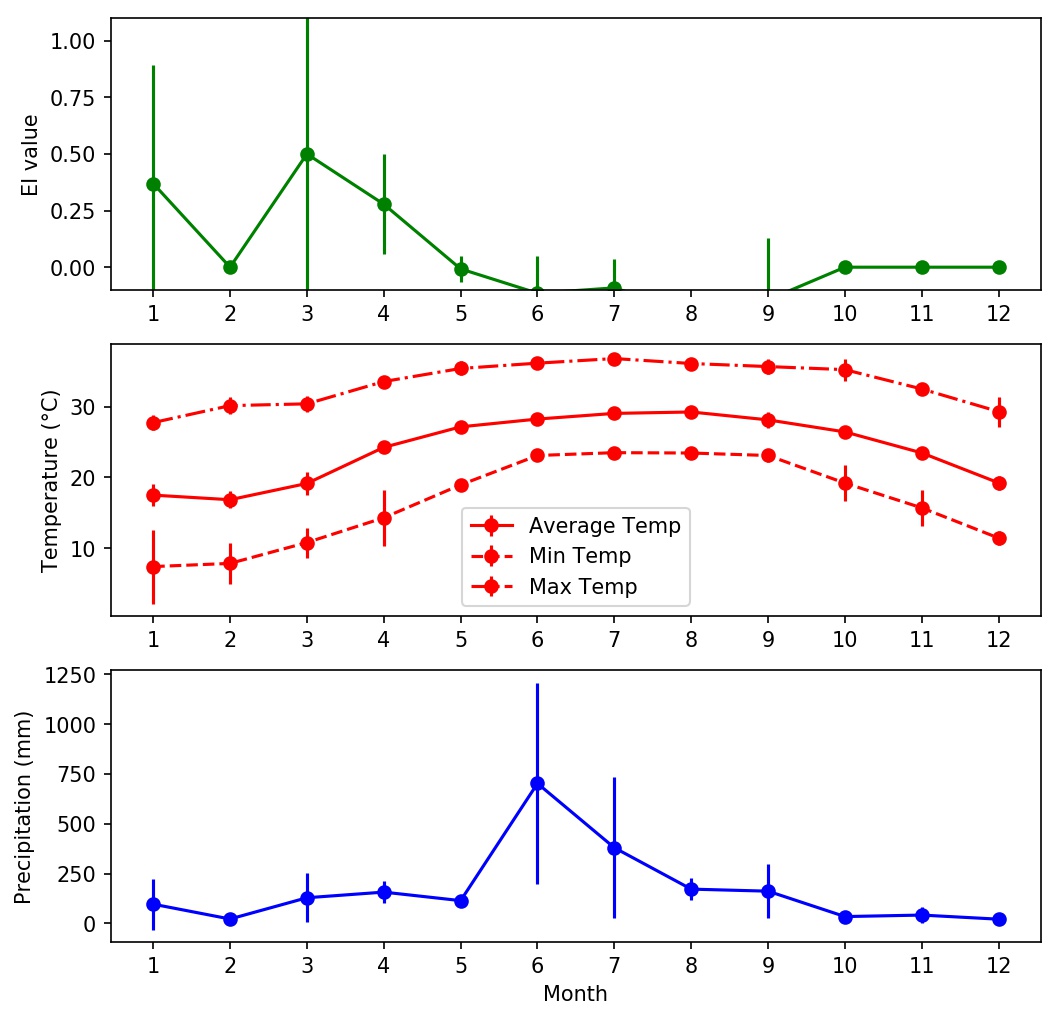 EI value
1.00
0.75
0.50
0.25
0.00
1 2 3 4 5 6 7 8 9 10 11 12
Temperature (°C)
30
20
10
Average Temp
Min Temp
Max Temp
1 2 3 4 5 6 7 8 9 10 11 12
Precipitation (mm)
1250
1000
750
500
250
0
1 2 3 4 5 6 7 8 9 10 11 12
Month